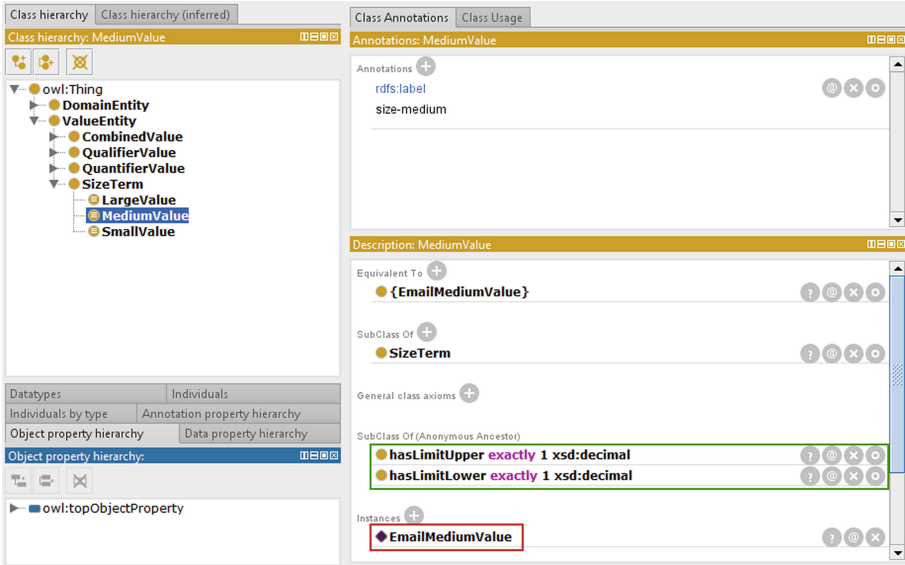 Class hierarchy Class hierarchy (inferred)
Class hierarchy: MediumValue
owl:Thing
DomainEntity
ValueEntity
CombinedValue
QualifierValue
QuantifierValue
SizeTerm
LargeValue
MediumValue
SmallValue
Datatypes Individuals
Individuals by type Annotation property hierarchy
Object property hierarchy Data property hierarchy
Object property hierarchy:
owl:topObjectProperty
Class Annotations Class Usage
Annotations: MediumValue
Annotations
rdfs:label
size-medium
Description: MediumValue
Equivalent To
{EmailMediumValue}
SubClass Of
SizeTerm
General class axioms
SubClass Of (Anonymous Ancestor)
hasLimitUpper exactly 1 xsd:decimal
hasLimitLower exactly 1 xsd:decimal
Instances
EmailMediumValue